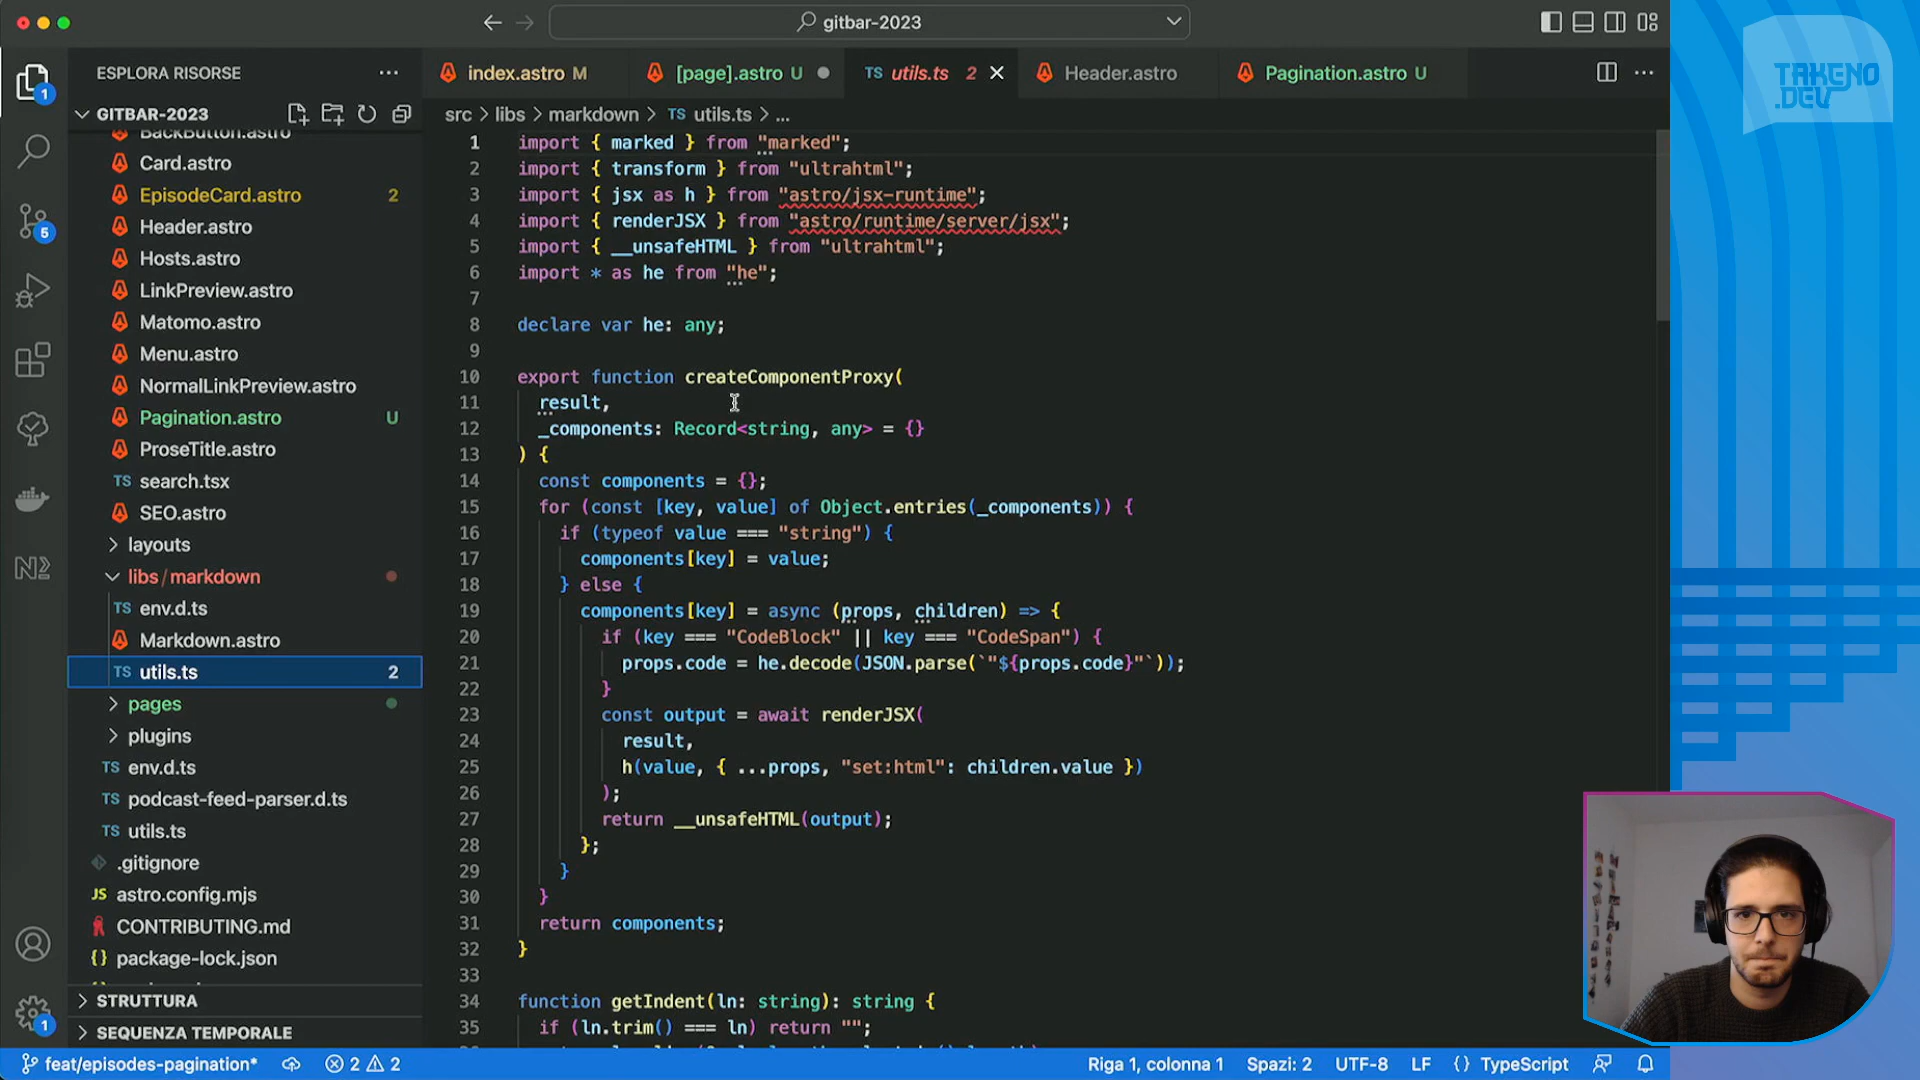 gitbar-2023
TAKENO
.DEV
ESPLORA RISORSE
GITBAR-2023
BackButton.astro
Card.astro
EpisodeCard.astro 2
Header.astro
Hosts.astro
LinkPreview.astro
Matomo.astro
Menu.astro
NormalLinkPreview.astro
Pagination.astro U
ProseTitle.astro
TS search.tsx
SEO.astro
layouts
libs / markdown
TS env.d.ts
Markdown.astro
TS utils.ts 2
pages
plugins
TS env.d.ts
TS podcast-feed-parser.d.ts
TS utils.ts
.gitignore
JS astro.config.mjs
CONTRIBUTING.md
{} package-lock.json
STRUTTURA
SEQUENZA TEMPORALE
1
5
1
index.astro M
[page].astro U
TS utils.ts 2
Header.astro
Pagination.astro U
src > libs > markdown > TS utils.ts > ...
1 import { marked } from "marked";
2 import { transform } from "ultrahtml";
3 import { jsx as h } from "astro/jsx-runtime";
4 import { renderJSX } from "astro/runtime/server/jsx";
5 import { __unsafeHTML } from "ultrahtml";
6 import * as he from "he";
7
8 declare var he: any;
9
10 export function createComponentProxy(
11 result,
12 _components: Record<string, any> = {}
13 ) {
14 const components = {};
15 for (const [key, value] of Object.entries(_components)) {
16 if (typeof value === "string") {
17 components[key] = value;
18 } else {
19 components[key] = async (props, children) => {
20 if (key === "CodeBlock" || key === "CodeSpan") {
21 props.code = he.decode(JSON.parse(`"${props.code}"`));
22 }
23 const output = await renderJSX(
24 result,
25 h(value, { ...props, "set:html": children.value })
26 );
27 return __unsafeHTML(output);
28 };
29 }
30 }
31 return components;
32 }
33
34 function getIndent(ln: string): string {
35 if (ln.trim() === ln) return "";
feat/episodes-pagination* 2 2
Riga 1, colonna 1 Spazi: 2 UTF-8 LF {} TypeScript